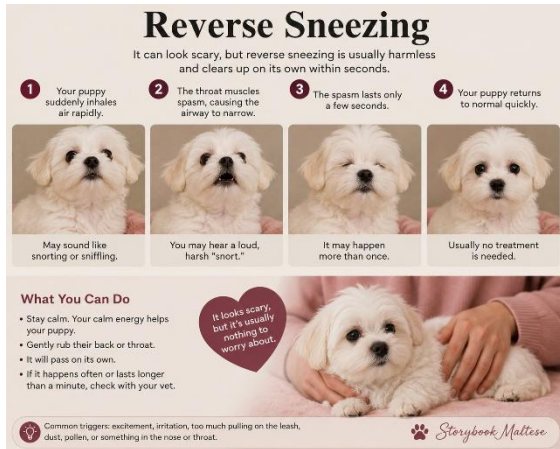 Reverse Sneezing
It can look scary, but reverse sneezing is usually harmless
and clears up on its own within seconds.
1
Your puppy
suddenly inhales
air rapidly.
2
The throat muscles
spasm, causing the
airway to narrow.
3
The spasm lasts only
a few seconds.
4
Your puppy returns
to normal quickly.
May sound like
snorting or sniffling.
You may hear a loud,
harsh "snort."
It may happen
more than once.
Usually no treatment
is needed.
What You Can Do
• Stay calm. Your calm energy helps
your puppy.
• Gently rub their back or throat.
• It will pass on its own.
• If it happens often or lasts longer
than a minute, check with your vet.
It looks scary,
but it's usually
nothing to
worry about.
Common triggers: excitement, irritation, too much pulling on the leash,
dust, pollen, or something in the nose or throat.
Storybook Maltese